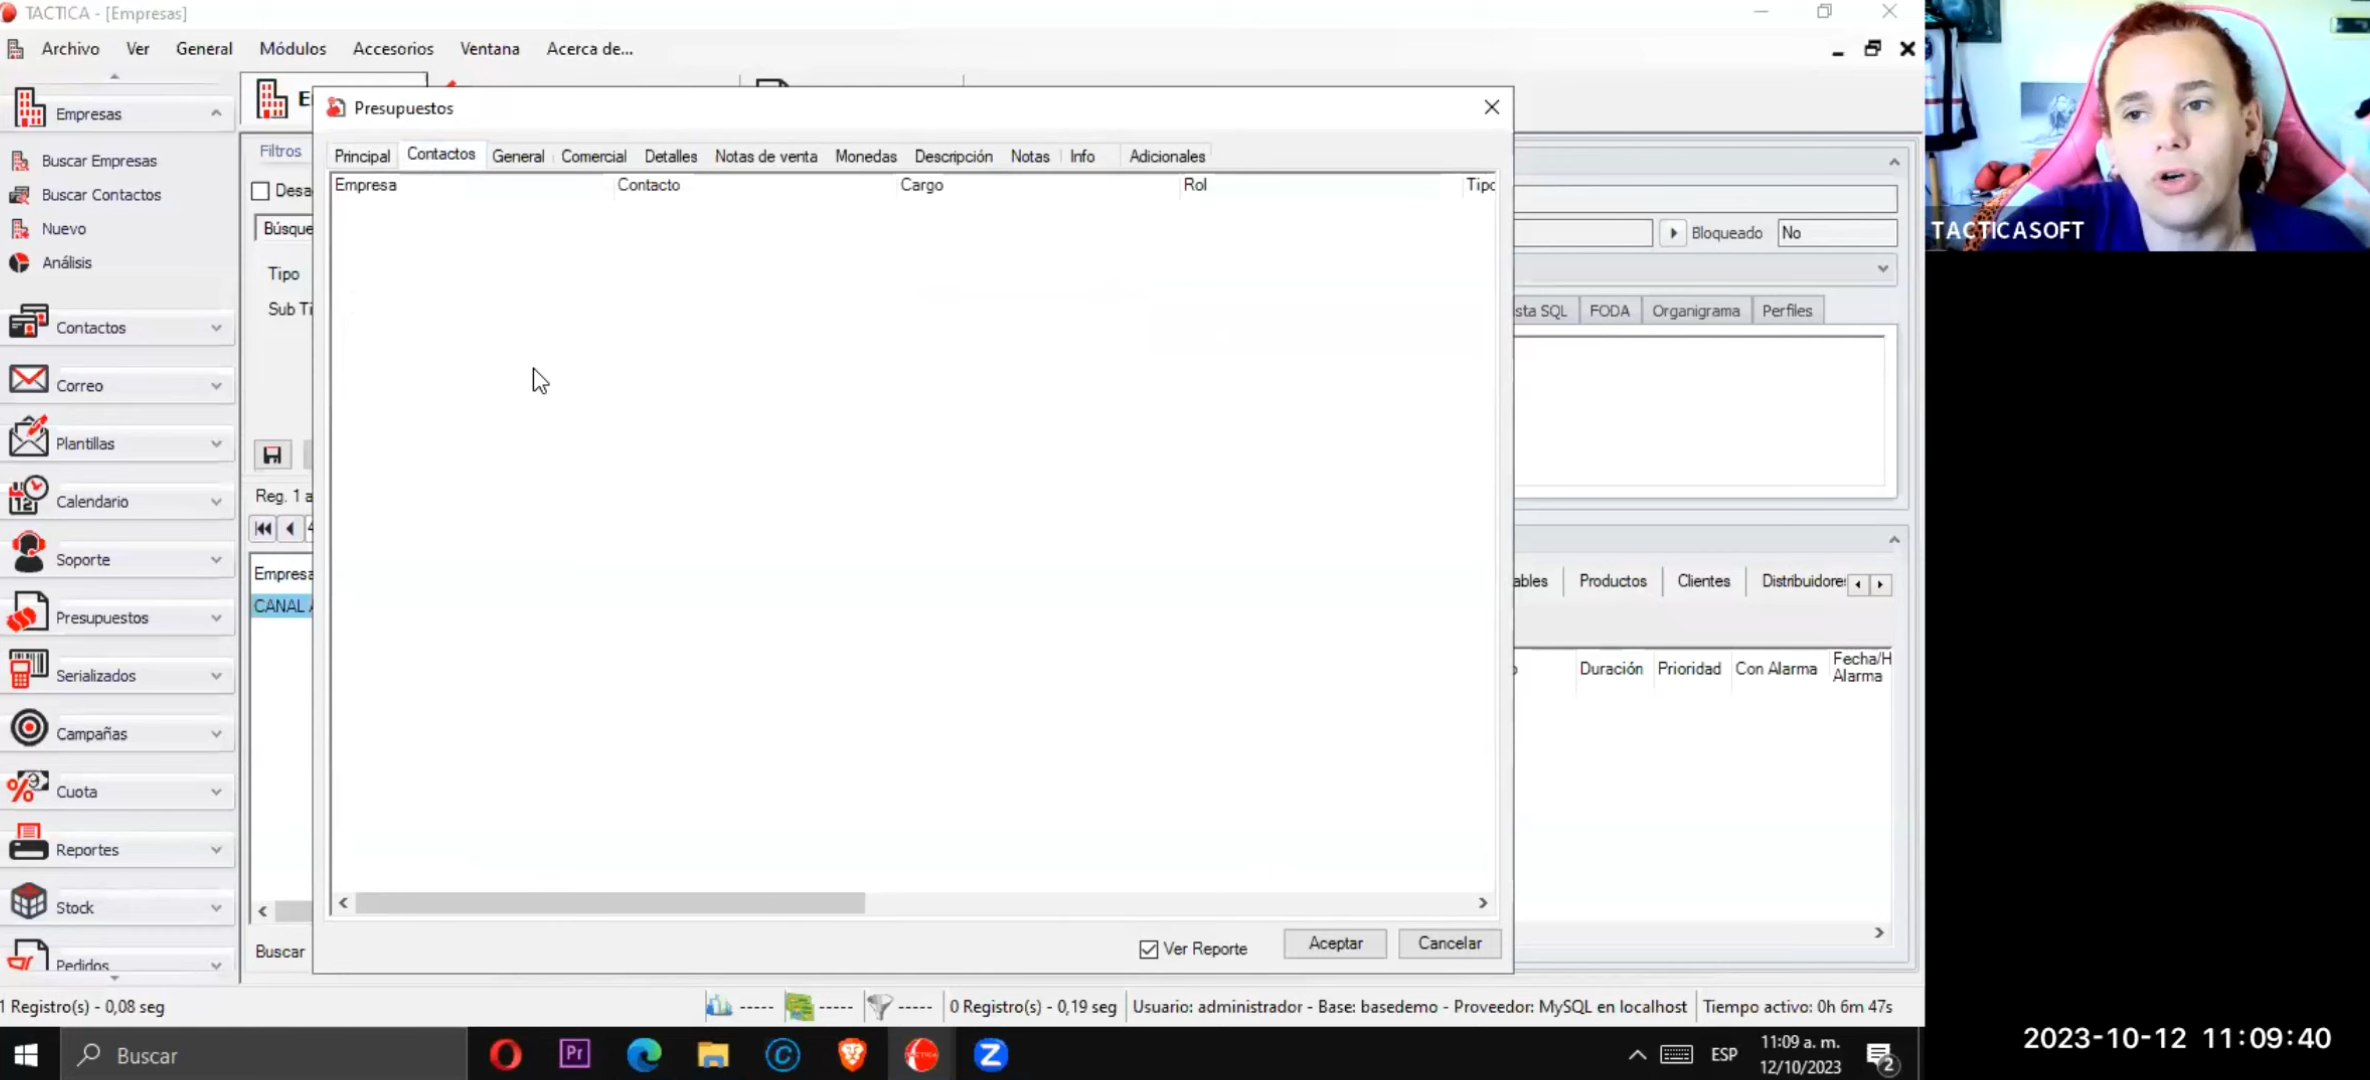 TACTICA - [Empresas]
Archivo Ver General Módulos Accesorios Ventana Acerca de...
Empresas
Buscar Empresas
Buscar Contactos
Nuevo
Análisis
Contactos
Correo
Plantillas
Calendario
Soporte
Presupuestos
Serializados
Campañas
Cuota
Reportes
Stock
Pedidos
E
Filtros
Desa
Búsque
Tipo
Sub Ti
Reg. 1 a
Empresa
CANAL
Buscar
Presupuestos
Principal Contactos General Comercial Detalles Notas de venta Monedas Descripción Notas Info Adicionales
Empresa Contacto Cargo Rol Tipo
Ver Reporte Aceptar Cancelar
Bloqueado No
sta SQL FODA Organigrama Perfiles
ables Productos Clientes Distribuidore
Duración Prioridad Con Alarma Fecha/H
Alarma
1 Registro(s) - 0,08 seg ----- ----- ----- 0 Registro(s) - 0,19 seg Usuario: administrador - Base: basedemo - Proveedor: MySQL en localhost Tiempo activo: 0h 6m 47s
Buscar
Pr
ESP
11:09 a. m.
12/10/2023
2
TACTICASOFT
2023-10-12 11:09:40